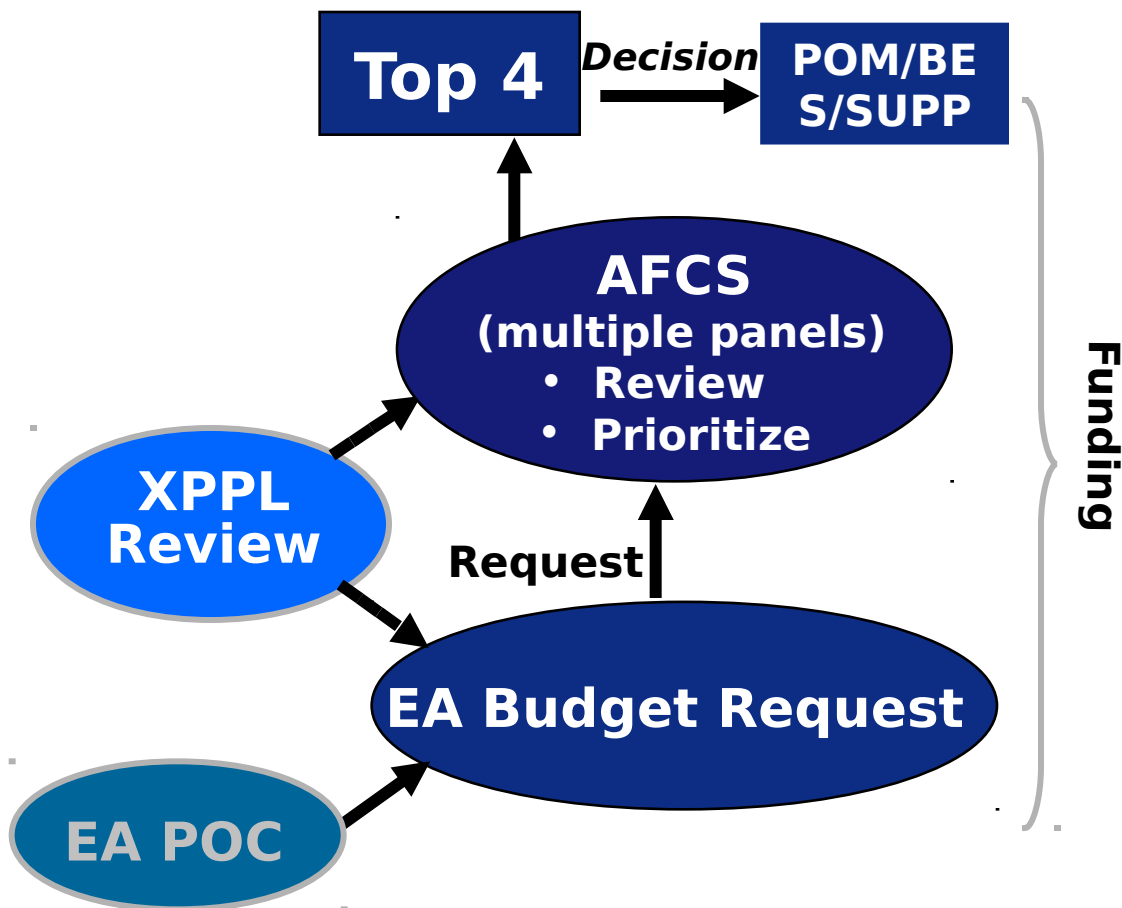 Top 4
Decision
POM/BE
S/SUPP
AFCS
(multiple panels)
• Review
• Prioritize
Funding
XPPL
Review
Request
EA Budget Request
EA POC